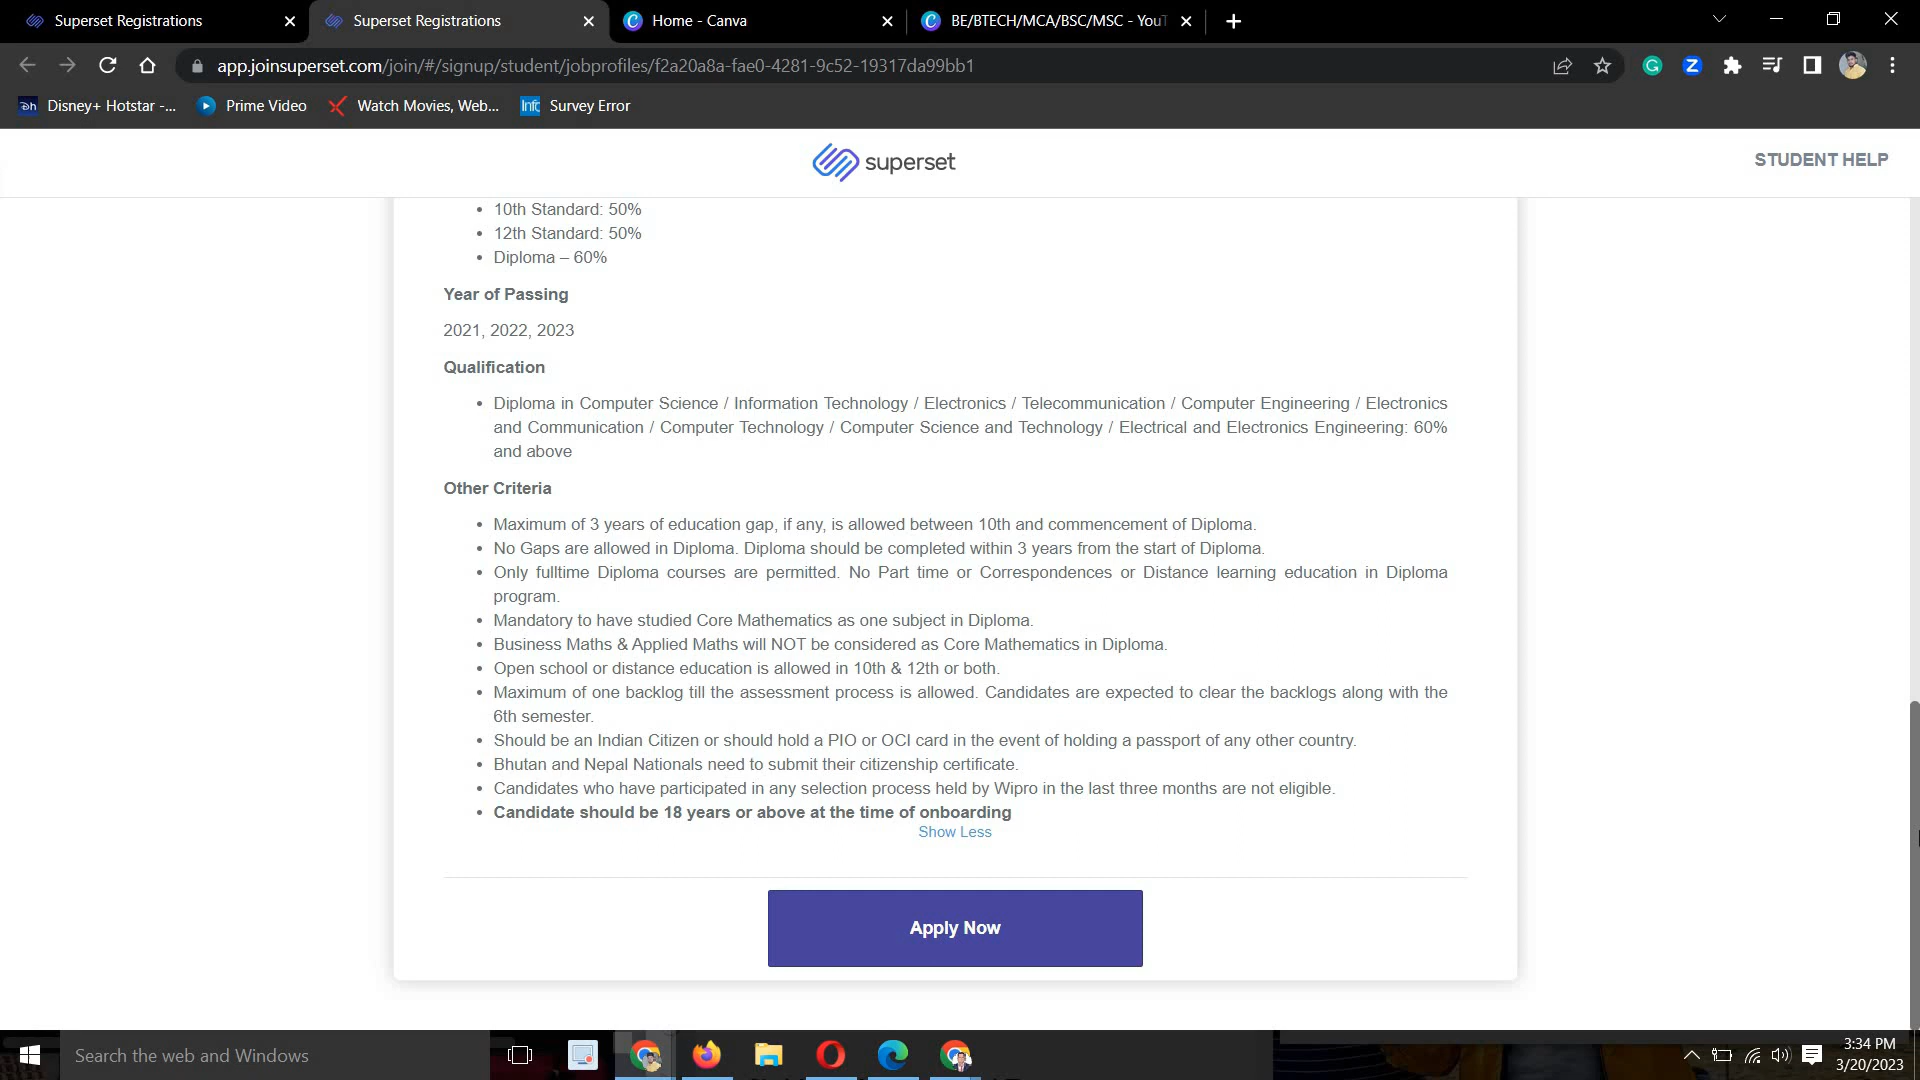 Superset Registrations
Superset Registrations
Home - Canva
BE/BTECH/MCA/BSC/MSC - YouT
app.joinsuperset.com/join/#/signup/student/jobprofiles/f2a20a8a-fae0-4281-9c52-19317da99bb1
Disney+ Hotstar -...
Prime Video
Watch Movies, Web...
Survey Error
superset
STUDENT HELP
• 10th Standard: 50%
• 12th Standard: 50%
• Diploma – 60%
Year of Passing
2021, 2022, 2023
Qualification
• Diploma in Computer Science / Information Technology / Electronics / Telecommunication / Computer Engineering / Electronics
and Communication / Computer Technology / Computer Science and Technology / Electrical and Electronics Engineering: 60%
and above
Other Criteria
• Maximum of 3 years of education gap, if any, is allowed between 10th and commencement of Diploma.
• No Gaps are allowed in Diploma. Diploma should be completed within 3 years from the start of Diploma.
• Only fulltime Diploma courses are permitted. No Part time or Correspondences or Distance learning education in Diploma
program.
• Mandatory to have studied Core Mathematics as one subject in Diploma.
• Business Maths & Applied Maths will NOT be considered as Core Mathematics in Diploma.
• Open school or distance education is allowed in 10th & 12th or both.
• Maximum of one backlog till the assessment process is allowed. Candidates are expected to clear the backlogs along with the
6th semester.
• Should be an Indian Citizen or should hold a PIO or OCI card in the event of holding a passport of any other country.
• Bhutan and Nepal Nationals need to submit their citizenship certificate.
• Candidates who have participated in any selection process held by Wipro in the last three months are not eligible.
• Candidate should be 18 years or above at the time of onboarding
Show Less
Apply Now
Search the web and Windows
3:34 PM
3/20/2023